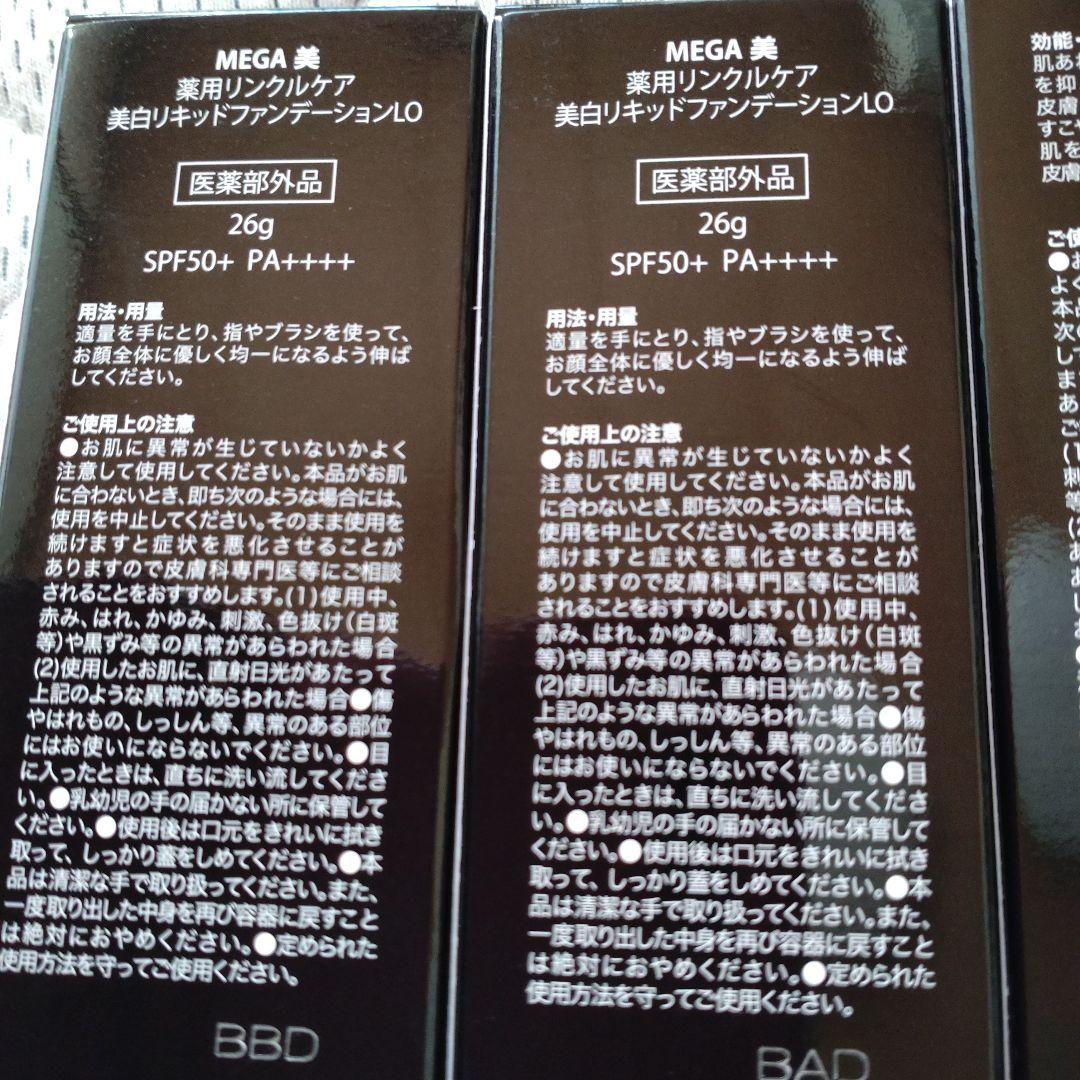 MEGA 美
薬用リンクルケア
美白リキッドファンデーションLO
医薬部外品
26g
SPF50+ PA++++
用法・用量
適量を手にとり、指やブラシを使って、
お顔全体に優しく均一になるよう伸ば
してください。
ご使用上の注意
●お肌に異常が生じていないかよく
注意して使用してください。本品がお肌
に合わないとき、即ち次のような場合には、
使用を中止してください。そのまま使用を
続けますと症状を悪化させることが
ありますので皮膚科専門医等にご相談
されることをおすすめします。(1)使用中、
赤み、はれ、かゆみ、刺激、色抜け(白斑
等)や黒ずみ等の異常があらわれた場合
(2)使用したお肌に、直射日光があたって
上記のような異常があらわれた場合●傷
やはれもの、しっしん等、異常のある部位
にはお使いにならないでください。●目
に入ったときは、直ちに洗い流してくださ
い。●乳幼児の手の届かない所に保管して
ください。●使用後は口元をきれいに拭き
取って、しっかり蓋をしめてください。●本
品は清潔な手で取り扱ってください。また、
一度取り出した中身を再び容器に戻すこと
は絶対におやめください。●定められた
使用方法を守ってご使用ください。
BBD
MEGA 美
薬用リンクルケア
美白リキッドファンデーションLO
医薬部外品
26g
SPF50+ PA++++
用法・用量
適量を手にとり、指やブラシを使って、
お顔全体に優しく均一になるよう伸ば
してください。
ご使用上の注意
●お肌に異常が生じていないかよく
注意して使用してください。本品がお肌
に合わないとき、即ち次のような場合には、
使用を中止してください。そのまま使用を
続けますと症状を悪化させることが
ありますので皮膚科専門医等にご相談
されることをおすすめします。(1)使用中、
赤み、はれ、かゆみ、刺激、色抜け(白斑
等)や黒ずみ等の異常があらわれた場合
(2)使用したお肌に、直射日光があたって
上記のような異常があらわれた場合●傷
やはれもの、しっしん等、異常のある部位
にはお使いにならないでください。●目
に入ったときは、直ちに洗い流してくださ
い。●乳幼児の手の届かない所に保管して
ください。●使用後は口元をきれいに拭き
取って、しっかり蓋をしめてください。●本
品は清潔な手で取り扱ってください。また、
一度取り出した中身を再び容器に戻すこと
は絶対におやめください。●定められた
使用方法を守ってご使用ください。
BAD
効能・
肌あ
を抑
皮膚
すこ
肌を
皮膚